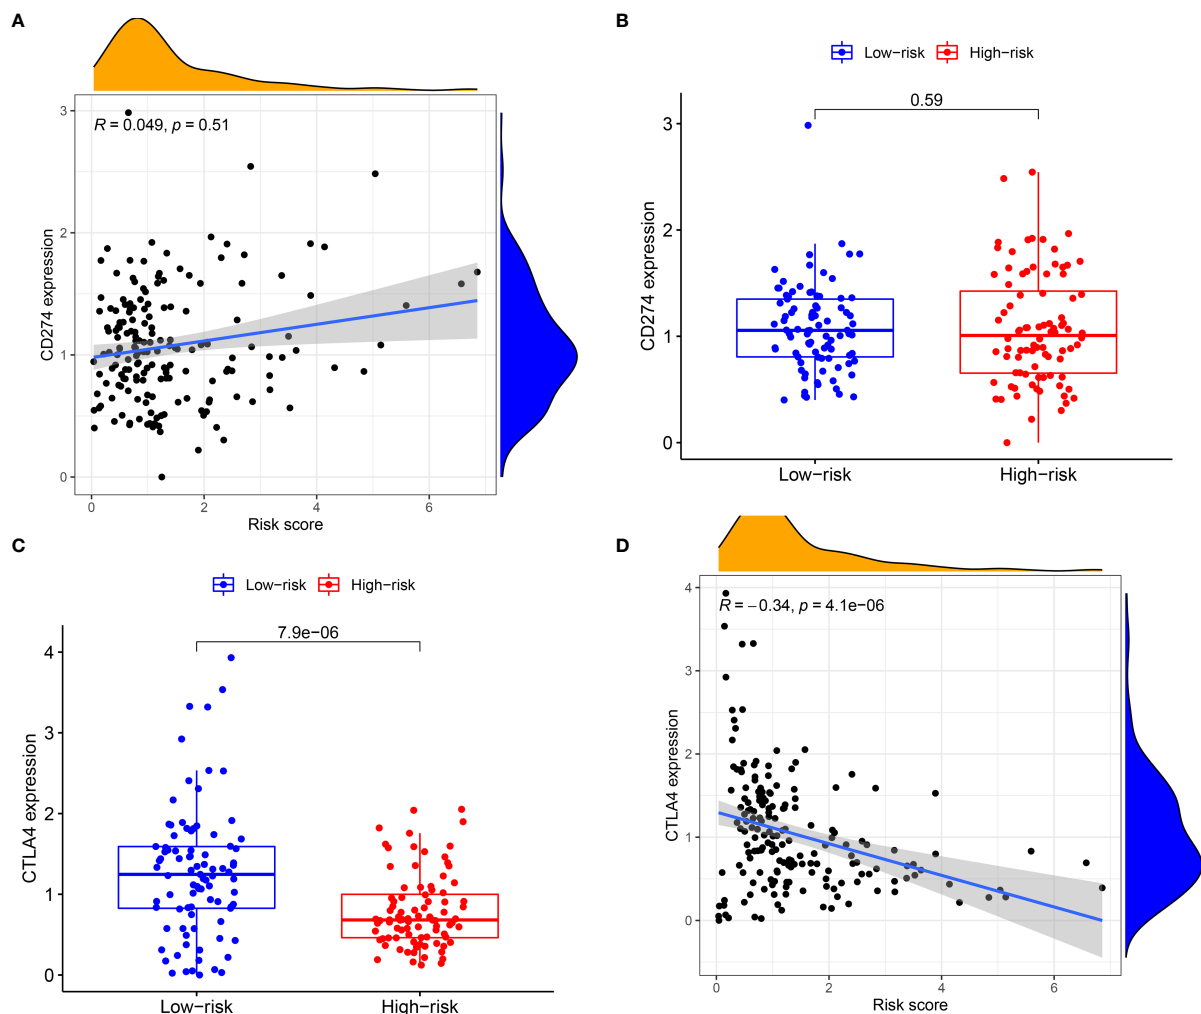 A
R = 0.049, p = 0.51
CD274 expression
3
2
1
0
0
2
4
6
Risk score
B
Low−risk
High−risk
0.59
CD274 expression
3
2
1
0
Low−risk
High−risk
C
Low−risk
High−risk
7.9e−06
CTLA4 expression
4
3
2
1
0
Low−risk
High−risk
D
R = −0.34, p = 4.1e−06
CTLA4 expression
4
3
2
1
0
0
2
4
6
Risk score